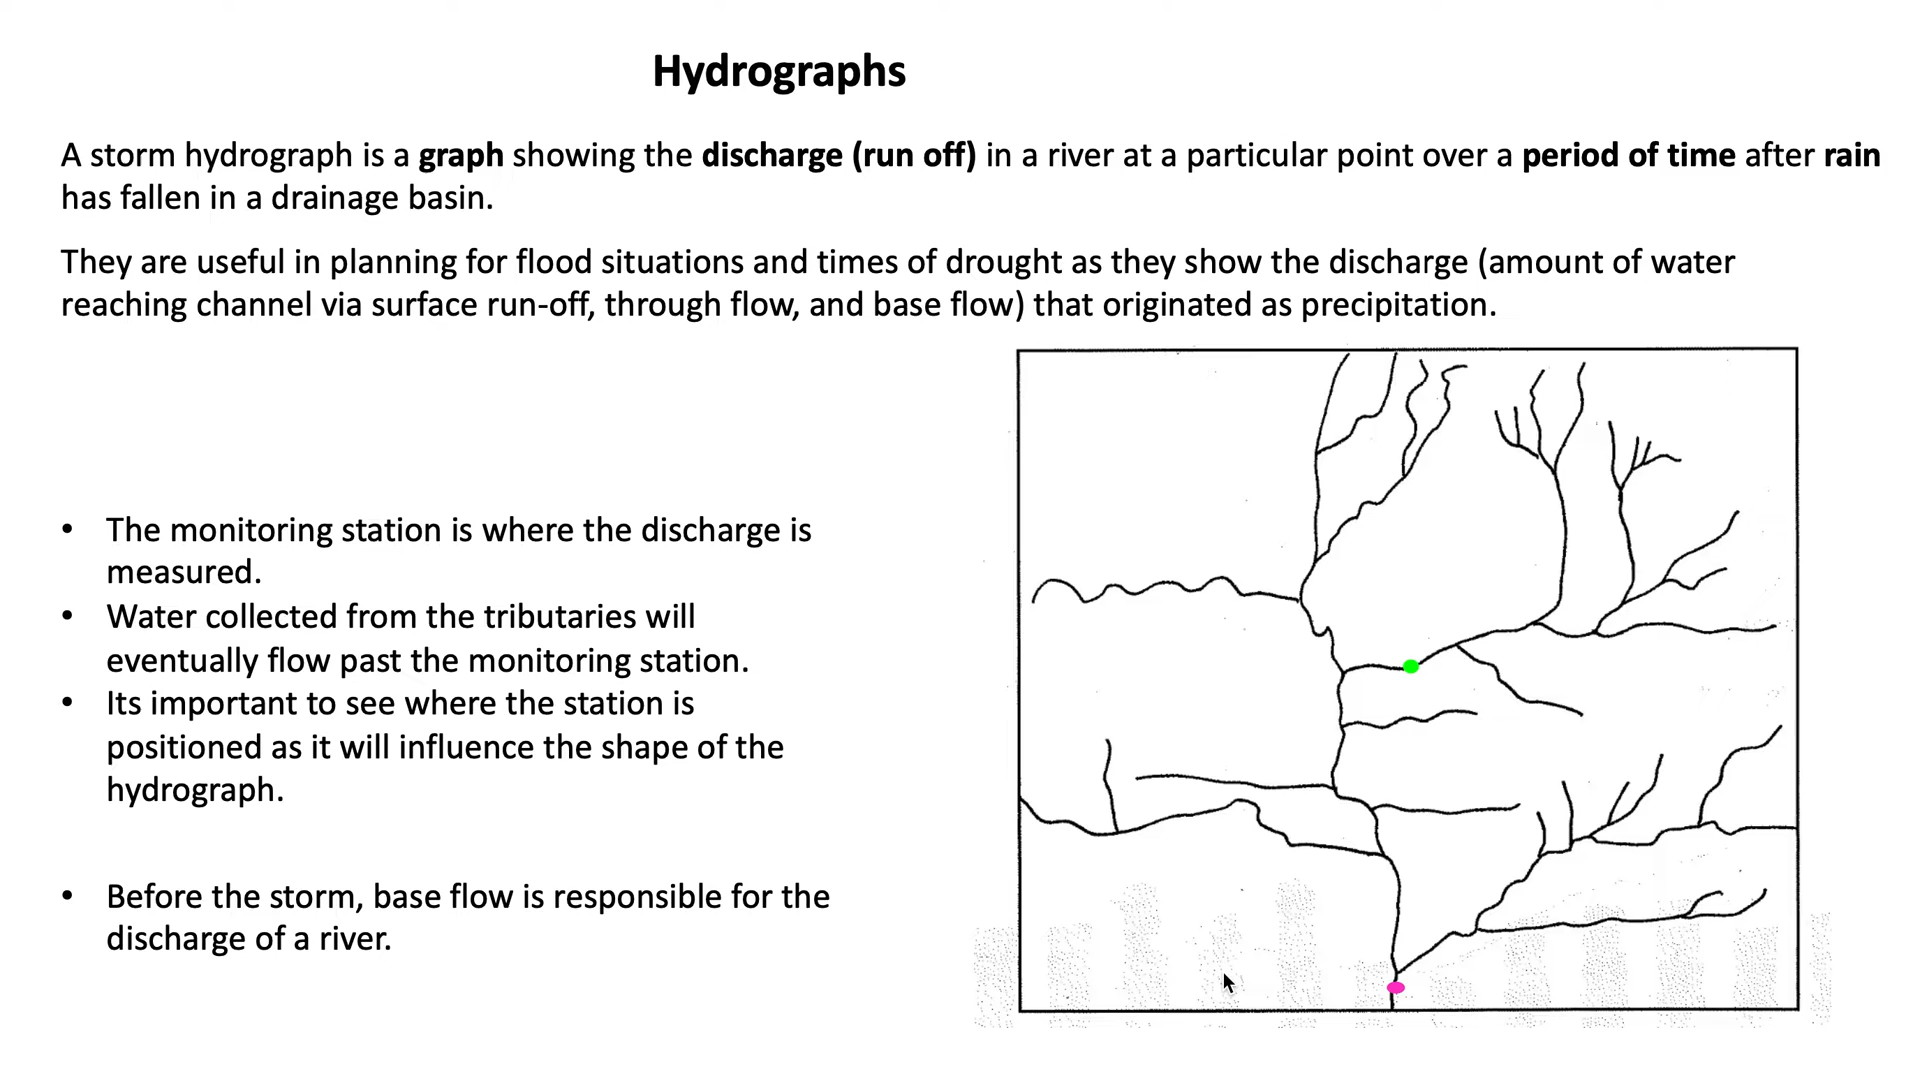 Hydrographs
A storm hydrograph is a graph showing the discharge (run off) in a river at a particular point over a period of time after rain
has fallen in a drainage basin.
They are useful in planning for flood situations and times of drought as they show the discharge (amount of water
reaching channel via surface run-off, through flow, and base flow) that originated as precipitation.
• The monitoring station is where the discharge is
measured.
• Water collected from the tributaries will
eventually flow past the monitoring station.
• Its important to see where the station is
positioned as it will influence the shape of the
hydrograph.
• Before the storm, base flow is responsible for the
discharge of a river.